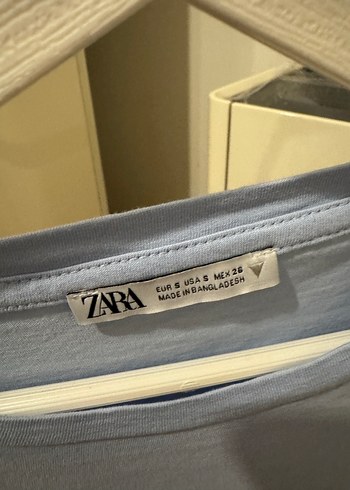 ZARA
EUR S USA S MEX 26
MADE IN BANGLADESH